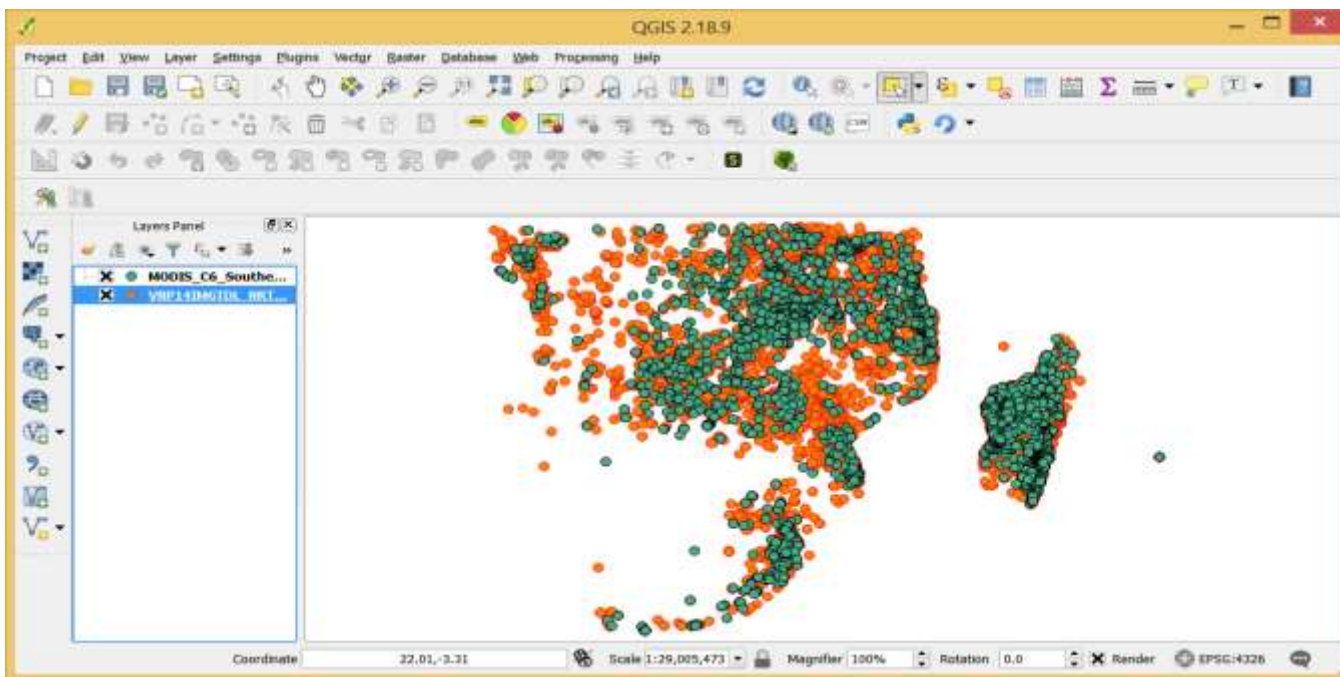 QGIS 2.18.9
Project Edit View Layer Settings Plugins Vector Raster Database Web Processing Help
CSW
Layers Panel
MODIS_C6_Southe...
Coordinate 22.01,-3.31 Scale 1:29,005,473 Magnifier 100% Rotation 0.0 Render EPSG:4326